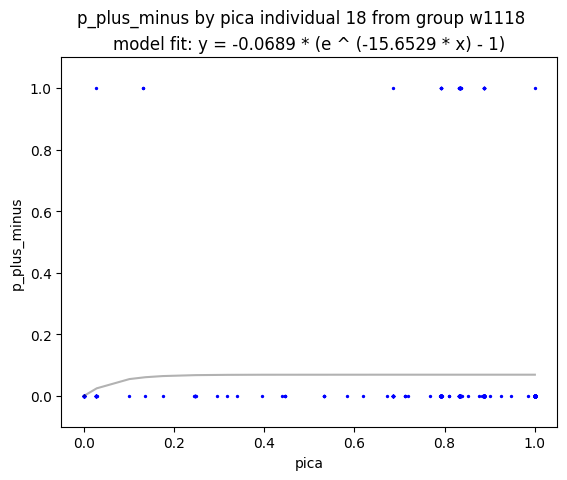 p_plus_minus by pica individual 18 from group w1118
model fit: y = -0.0689 * (e ^ (-15.6529 * x) - 1)
p_plus_minus
1.0
0.8
0.6
0.4
0.2
0.0
0.0 0.2 0.4 0.6 0.8 1.0
pica